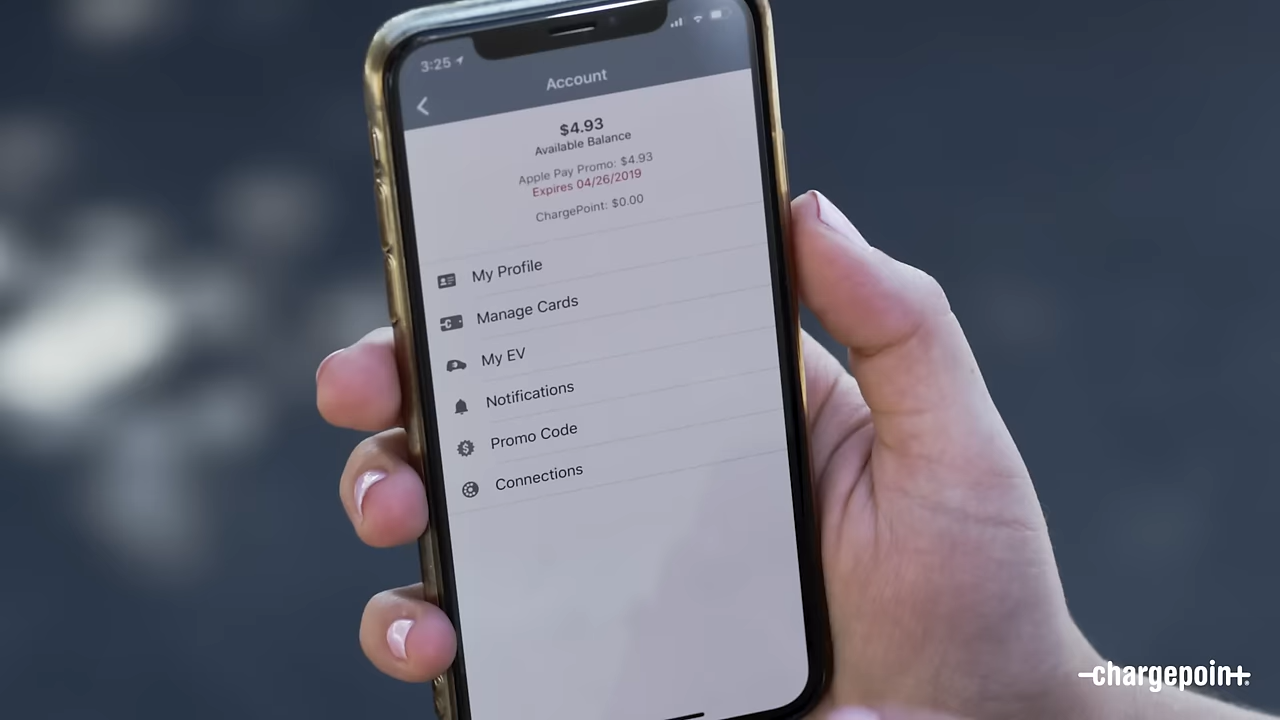 3:25
Account
$4.93
Available Balance
Apple Pay Promo: $4.93
Expires 04/26/2019
ChargePoint: $0.00
My Profile
Manage Cards
My EV
Notifications
Promo Code
Connections
-chargepoin+.